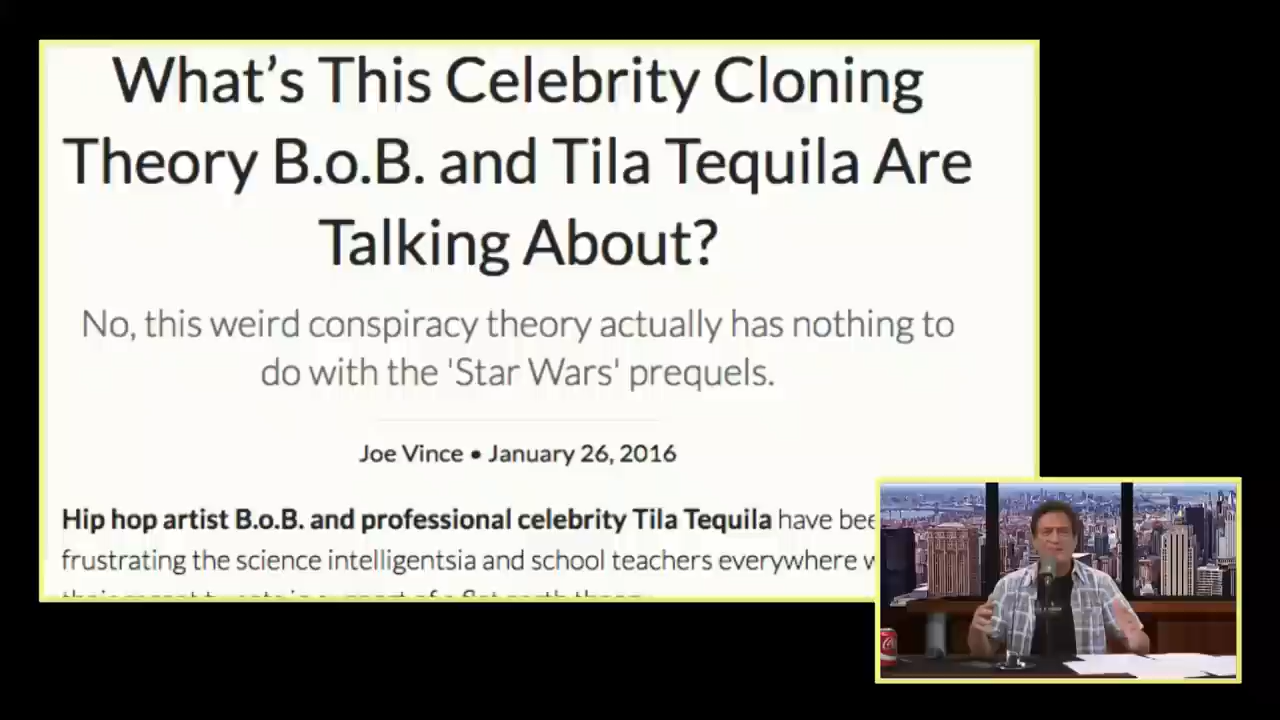 What’s This Celebrity Cloning
Theory B.o.B. and Tila Tequila Are
Talking About?
No, this weird conspiracy theory actually has nothing to
do with the 'Star Wars' prequels.
Joe Vince • January 26, 2016
Hip hop artist B.o.B. and professional celebrity Tila Tequila have
frustrating the science intelligentsia and school teachers everywhere